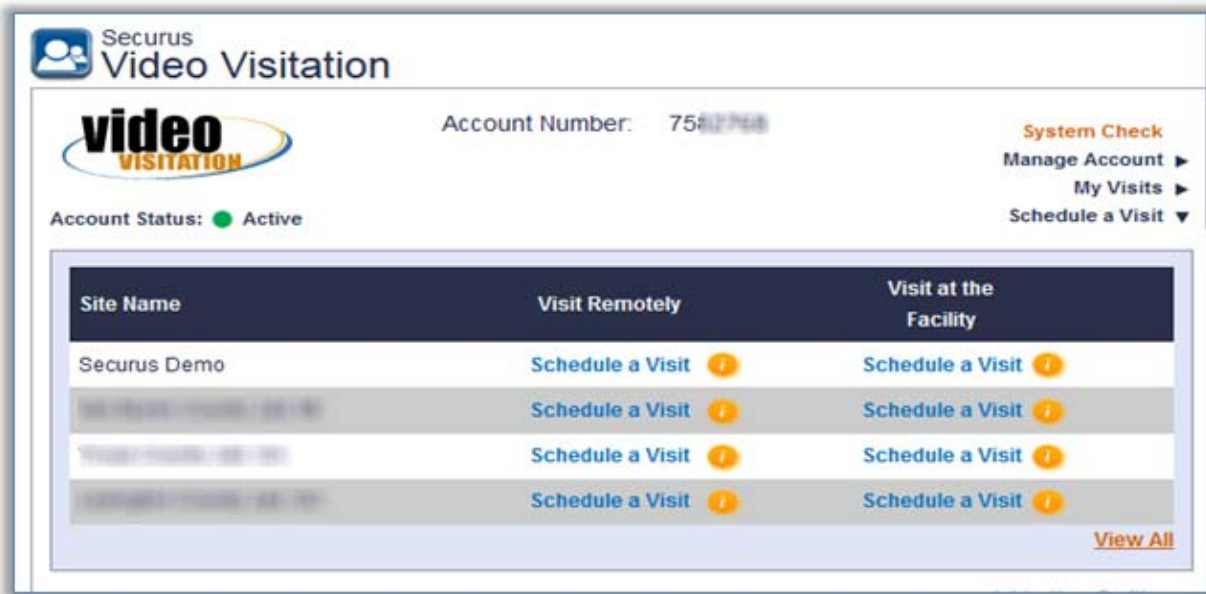 Securus
Video Visitation
video
VISITATION
Account Number: 75
System Check
Manage Account ▶
My Visits ▶
Schedule a Visit ▼
Account Status: Active
Site Name Visit Remotely Visit at the
Facility
Securus Demo Schedule a Visit i Schedule a Visit i
Schedule a Visit i Schedule a Visit i
Schedule a Visit i Schedule a Visit i
Schedule a Visit i Schedule a Visit i
View All